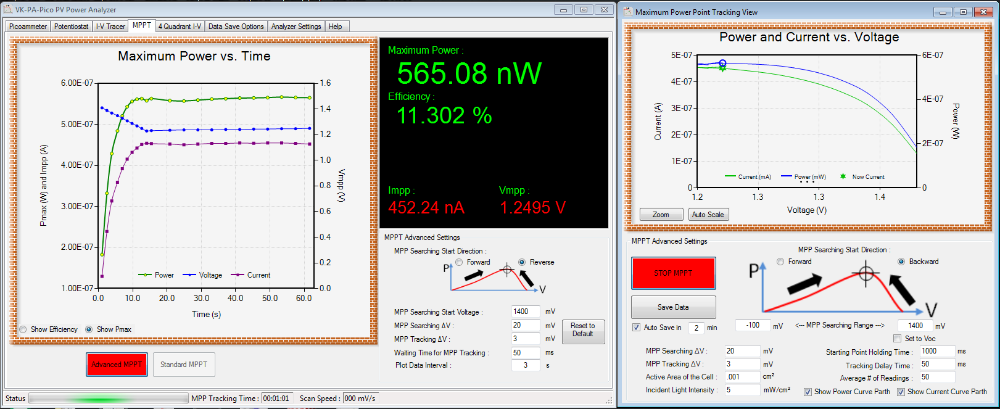 VK-PA-Pico PV Power Analyzer
Picoammeter Potentiostat I-V Tracer MPPT 4 Quadrant I-V Data Save Options Analyzer Settings Help
Maximum Power vs. Time
6.00E-07
5.00E-07
4.00E-07
3.00E-07
2.00E-07
1.00E-07
Pmax (W) and Impp (A)
1.6
1.4
1.2
1.0
0.8
0.6
0.4
0.2
0.0
Vmpp (V)
Power Voltage Current
0.0 10.0 20.0 30.0 40.0 50.0 60.0
Time (s)
Show Efficiency Show Pmax
Advanced MPPT Standard MPPT
Maximum Power :
565.08 nW
Efficiency :
11.302 %
Impp : Vmpp :
452.24 nA 1.2495 V
MPPT Advanced Settings
MPP Searching Start Direction :
Forward Reverse
P
V
MPP Searching Start Voltage : 1400 mV
MPP Searching ΔV : 20 mV
MPP Tracking ΔV : 3 mV
Waiting Time for MPP Tracking : 50 ms
Plot Data Interval : 3 s
Reset to
Default
Status MPP Tracking Time : 00:01:01 Scan Speed : 000 mV/s
Maximum Power Point Tracking View
Power and Current vs. Voltage
5E-07
4E-07
3E-07
2E-07
1E-07
0
Current (A)
6E-07
4E-07
2E-07
0
Power (W)
Current (mA) Power (mW) Now Current
1.2 1.3 1.3 1.4
Voltage (V)
Zoom Auto Scale
MPPT Advanced Settings
STOP MPPT
Save Data
Auto Save in 2 min
MPP Searching Start Direction :
Forward Backward
P
V
-100 mV <--- MPP Searching Range ---> 1400 mV
Set to Voc
MPP Searching ΔV : 20 mV
MPP Tracking ΔV : 3 mV
Active Area of the Cell : .001 cm²
Incident Light Intensity : 5 mW/cm²
Starting Point Holding Time : 1000 ms
Tracking Delay Time : 50 ms
Average # of Readings : 50
Show Power Curve Parth Show Current Curve Parth